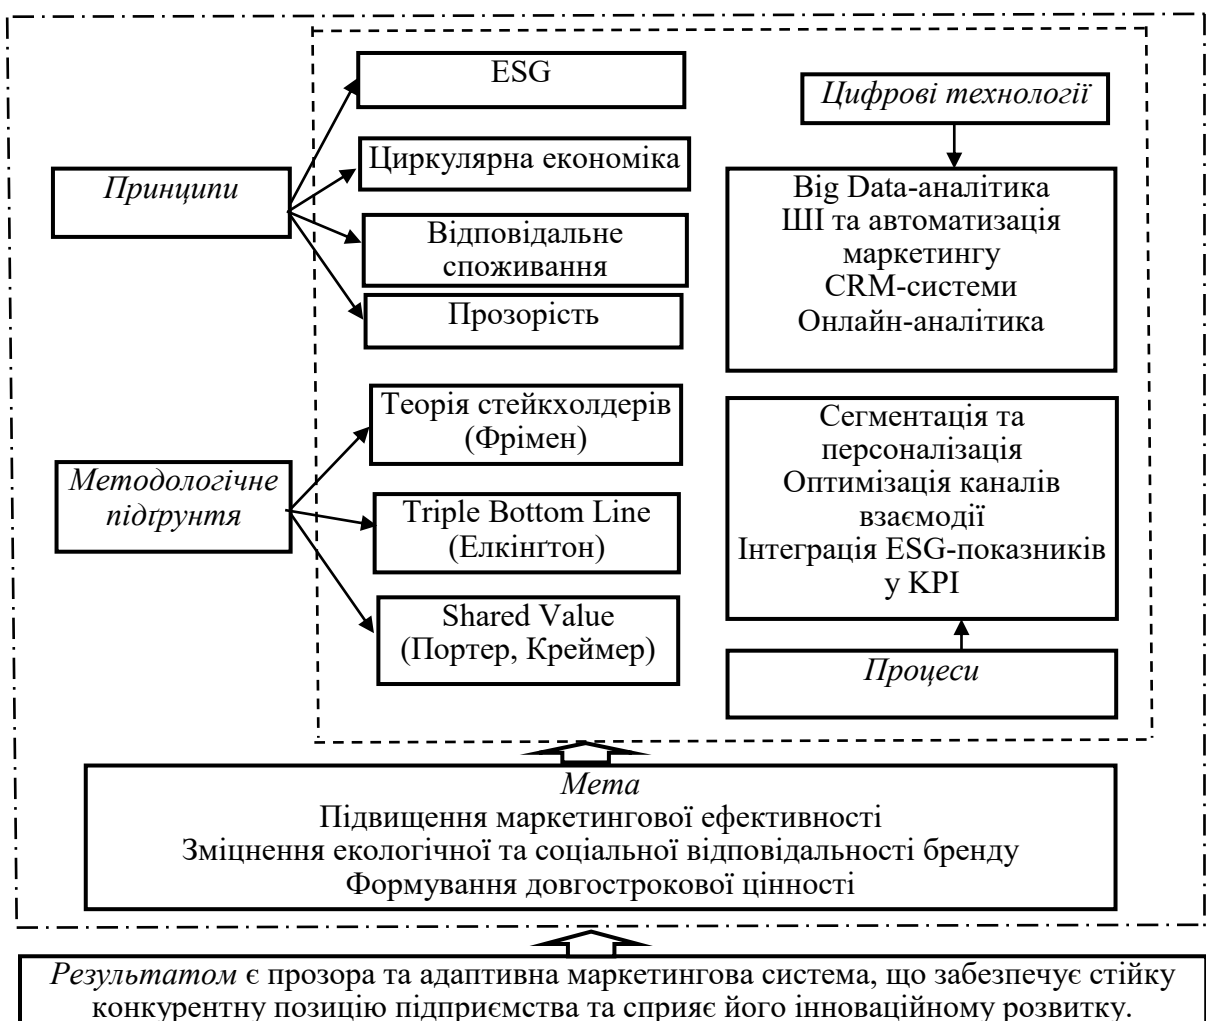 ESG
Циркулярна економіка
Принципи
Відповідальне
споживання
Прозорість
Теорія стейкхолдерів
(Фрімен)
Методологічне
підґрунтя
Triple Bottom Line
(Елкінґтон)
Shared Value
(Портер, Креймер)
Цифрові технології
Big Data-аналітика
ШІ та автоматизація
маркетингу
CRM-системи
Онлайн-аналітика
Сегментація та
персоналізація
Оптимізація каналів
взаємодії
Інтеграція ESG-показників
у KPI
Процеси
Мета
Підвищення маркетингової ефективності
Зміцнення екологічної та соціальної відповідальності бренду
Формування довгострокової цінності
Результатом є прозора та адаптивна маркетингова система, що забезпечує стійку
конкурентну позицію підприємства та сприяє його інноваційному розвитку.